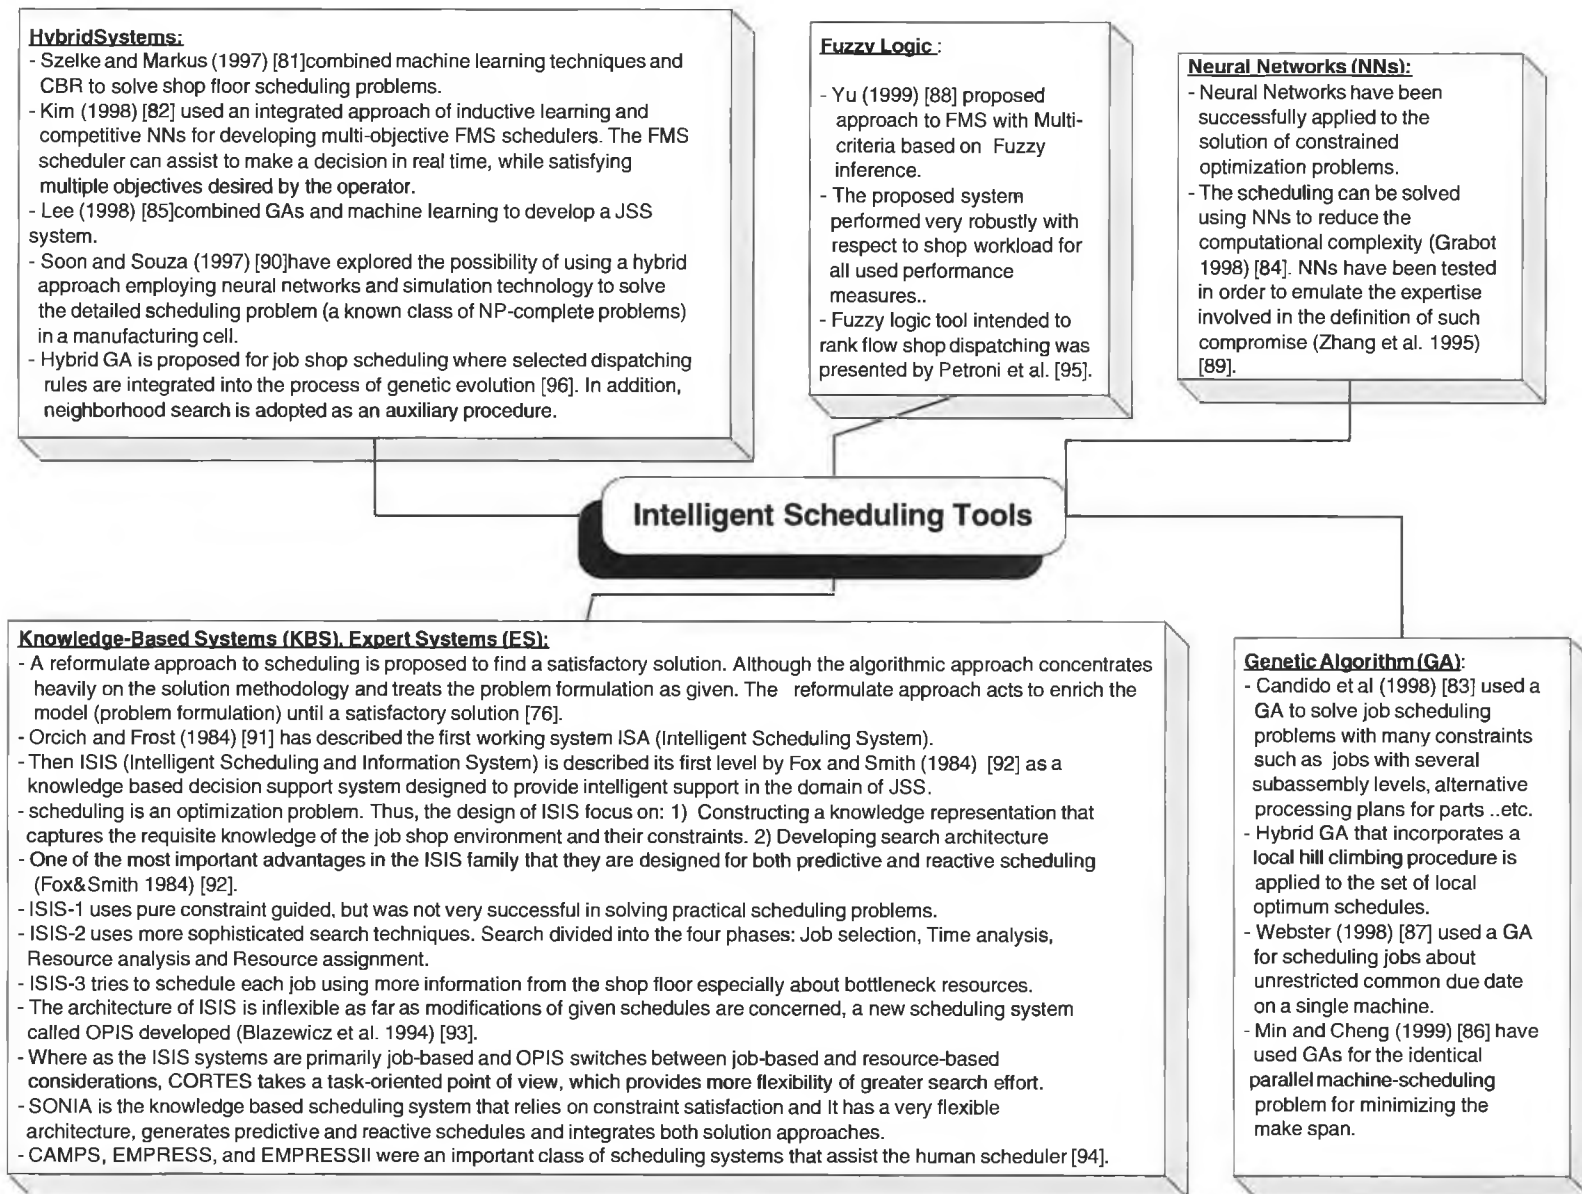 HybridSystems:
- Szelke and Markus (1997) [81]combined machine learning techniques and
CBR to solve shop floor scheduling problems.
- Kim (1998) [82] used an integrated approach of inductive learning and
competitive NNs for developing multi-objective FMS schedulers. The FMS
scheduler can assist to make a decision in real time, while satisfying
multiple objectives desired by the operator.
- Lee (1998) [85]combined GAs and machine learning to develop a JSS
system.
- Soon and Souza (1997) [90]have explored the possibility of using a hybrid
approach employing neural networks and simulation technology to solve
the detailed scheduling problem (a known class of NP-complete problems)
in a manufacturing cell.
- Hybrid GA is proposed for job shop scheduling where selected dispatching
rules are integrated into the process of genetic evolution [96]. In addition,
neighborhood search is adopted as an auxiliary procedure.
Fuzzy Logic :
- Yu (1999) [88] proposed
approach to FMS with Multi-
criteria based on Fuzzy
inference.
- The proposed system
performed very robustly with
respect to shop workload for
all used performance
measures..
- Fuzzy logic tool intended to
rank flow shop dispatching was
presented by Petroni et al. [95].
Neural Networks (NNs):
- Neural Networks have been
successfully applied to the
solution of constrained
optimization problems.
- The scheduling can be solved
using NNs to reduce the
computational complexity (Grabot
1998) [84]. NNs have been tested
in order to emulate the expertise
involved in the definition of such
compromise (Zhang et al. 1995)
[89].
Intelligent Scheduling Tools
Knowledge-Based Systems (KBS), Expert Systems (ES):
- A reformulate approach to scheduling is proposed to find a satisfactory solution. Although the algorithmic approach concentrates
heavily on the solution methodology and treats the problem formulation as given. The reformulate approach acts to enrich the
model (problem formulation) until a satisfactory solution [76].
- Orcich and Frost (1984) [91] has described the first working system ISA (Intelligent Scheduling System).
- Then ISIS (Intelligent Scheduling and Information System) is described its first level by Fox and Smith (1984) [92] as a
knowledge based decision support system designed to provide intelligent support in the domain of JSS.
- scheduling is an optimization problem. Thus, the design of ISIS focus on: 1) Constructing a knowledge representation that
captures the requisite knowledge of the job shop environment and their constraints. 2) Developing search architecture
- One of the most important advantages in the ISIS family that they are designed for both predictive and reactive scheduling
(Fox&Smith 1984) [92].
- ISIS-1 uses pure constraint guided, but was not very successful in solving practical scheduling problems.
- ISIS-2 uses more sophisticated search techniques. Search divided into the four phases: Job selection, Time analysis,
Resource analysis and Resource assignment.
- ISIS-3 tries to schedule each job using more information from the shop floor especially about bottleneck resources.
- The architecture of ISIS is inflexible as far as modifications of given schedules are concerned, a new scheduling system
called OPIS developed (Blazewicz et al. 1994) [93].
- Where as the ISIS systems are primarily job-based and OPIS switches between job-based and resource-based
considerations, CORTES takes a task-oriented point of view, which provides more flexibility of greater search effort.
- SONIA is the knowledge based scheduling system that relies on constraint satisfaction and It has a very flexible
architecture, generates predictive and reactive schedules and integrates both solution approaches.
- CAMPS, EMPRESS, and EMPRESSII were an important class of scheduling systems that assist the human scheduler [94].
Genetic Algorithm (GA):
- Candido et al (1998) [83] used a
GA to solve job scheduling
problems with many constraints
such as jobs with several
subassembly levels, alternative
processing plans for parts ..etc.
- Hybrid GA that incorporates a
local hill climbing procedure is
applied to the set of local
optimum schedules.
- Webster (1998) [87] used a GA
for scheduling jobs about
unrestricted common due date
on a single machine.
- Min and Cheng (1999) [86] have
used GAs for the identical
parallel machine-scheduling
problem for minimizing the
make span.